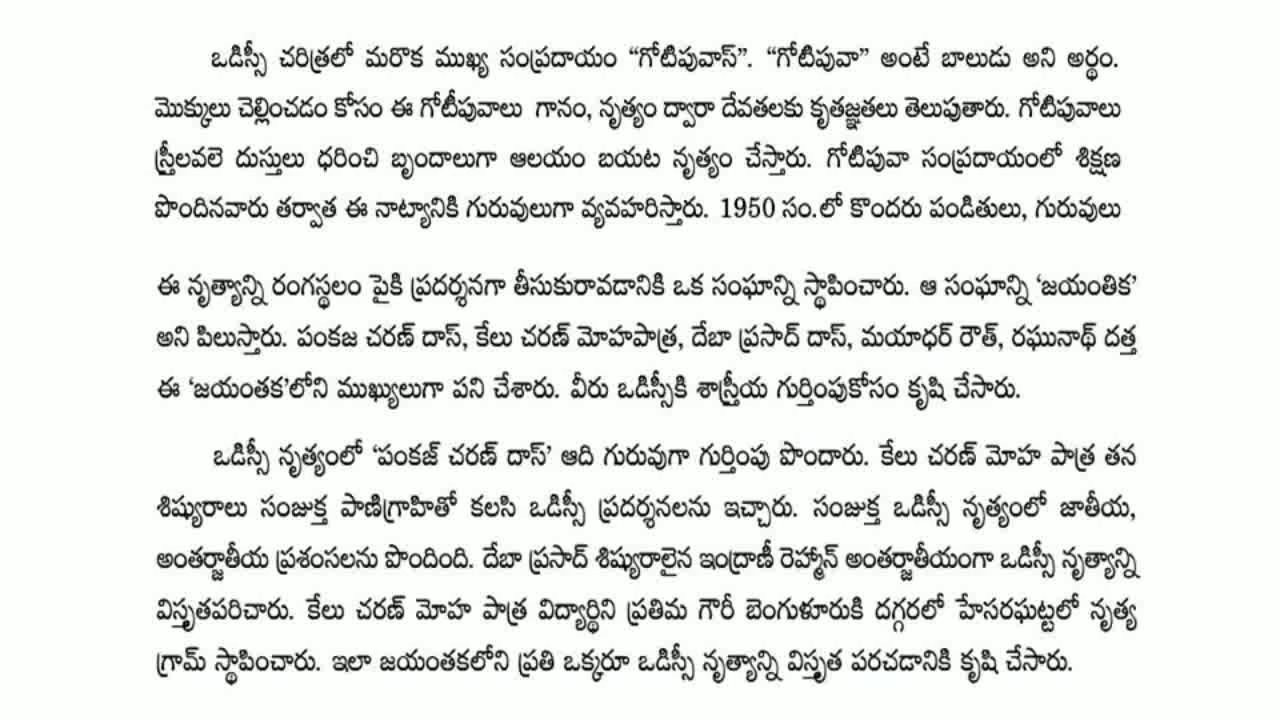 ఒడిస్సీ చరిత్రలో మరొక ముఖ్య సంప్రదాయం “గోటిపువాస్”. “గోటిపువా” అంటే బాలుడు అని అర్థం.
మొక్కులు చెల్లించడం కోసం ఈ గోటీపువాలు గానం, నృత్యం ద్వారా దేవతలకు కృతజ్ఞతలు తెలుపుతారు. గోటిపువాలు
స్త్రీలవలె దుస్తులు ధరించి బృందాలుగా ఆలయం బయట నృత్యం చేస్తారు. గోటిపువా సంప్రదాయంలో శిక్షణ
పొందినవారు తర్వాత ఈ నాట్యానికి గురువులుగా వ్యవహరిస్తారు. 1950 సం.లో కొందరు పండితులు, గురువులు
ఈ నృత్యాన్ని రంగస్థలం పైకి ప్రదర్శనగా తీసుకురావడానికి ఒక సంఘాన్ని స్థాపించారు. ఆ సంఘాన్ని ‘జయంతిక’
అని పిలుస్తారు. పంకజ చరణ్ దాస్, కేలు చరణ్ మోహపాత్ర, దేబా ప్రసాద్ దాస్, మయాధర్ రౌత్, రఘునాథ్ దత్త
ఈ ‘జయంతక’లోని ముఖ్యులుగా పని చేశారు. వీరు ఒడిస్సీకి శాస్త్రీయ గుర్తింపుకోసం కృషి చేసారు.
ఒడిస్సీ నృత్యంలో ‘పంకజ్ చరణ్ దాస్’ ఆది గురువుగా గుర్తింపు పొందారు. కేలు చరణ్ మోహ పాత్ర తన
శిష్యురాలు సంజుక్త పాణిగ్రాహితో కలసి ఒడిస్సీ ప్రదర్శనలను ఇచ్చారు. సంజుక్త ఒడిస్సీ నృత్యంలో జాతీయ,
అంతర్జాతీయ ప్రశంసలను పొందింది. దేబా ప్రసాద్ శిష్యురాలైన ఇంద్రాణీ రెహ్మాన్ అంతర్జాతీయంగా ఒడిస్సీ నృత్యాన్ని
విస్తృతపరిచారు. కేలు చరణ్ మోహ పాత్ర విద్యార్థిని ప్రతిమ గౌరీ బెంగుళూరుకి దగ్గరలో హేసరఘట్టలో నృత్య
గ్రామ్ స్థాపించారు. ఇలా జయంతకలోని ప్రతి ఒక్కరూ ఒడిస్సీ నృత్యాన్ని విస్తృత పరచడానికి కృషి చేసారు.